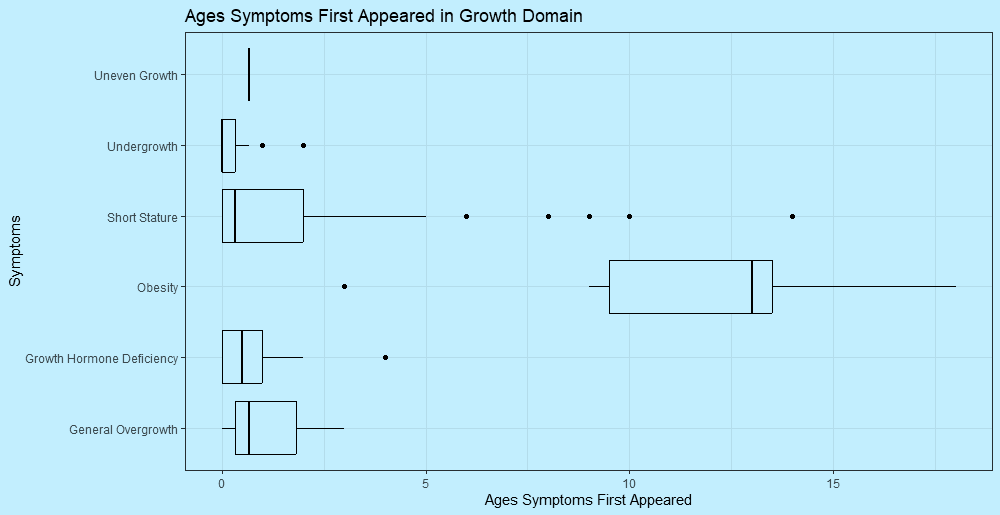 Ages Symptoms First Appeared in Growth Domain
Uneven Growth
Undergrowth
Short Stature
Obesity
Growth Hormone Deficiency
General Overgrowth
Symptoms
0 5 10 15
Ages Symptoms First Appeared